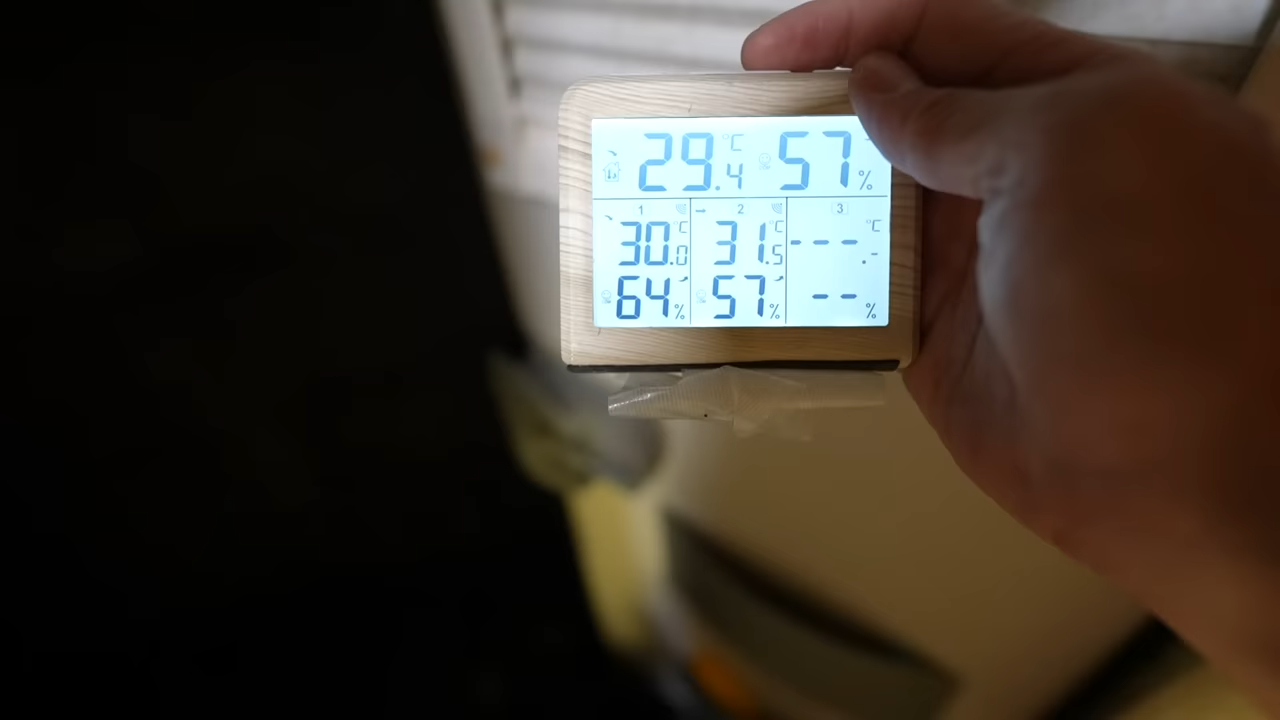 29.4 °C 57 %
1 2 3
30.0 °C 31.5 °C ---.- °C
64 % 57 % -- %